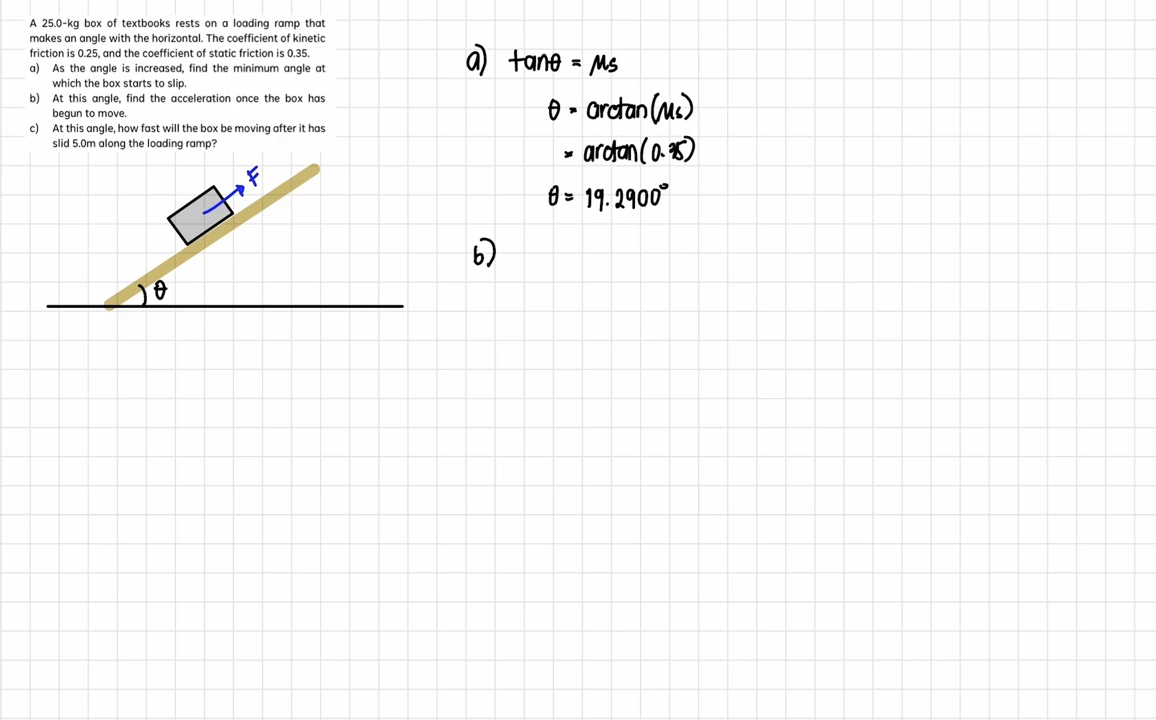 A 25.0-kg box of textbooks rests on a loading ramp that
makes an angle with the horizontal. The coefficient of kinetic
friction is 0.25, and the coefficient of static friction is 0.35.
a) As the angle is increased, find the minimum angle at
which the box starts to slip.
b) At this angle, find the acceleration once the box has
begun to move.
c) At this angle, how fast will the box be moving after it has
slid 5.0m along the loading ramp?
F
θ
a) tanθ = μs
θ = arctan(μs)
= arctan(0.35)
θ = 19.2900°
b)